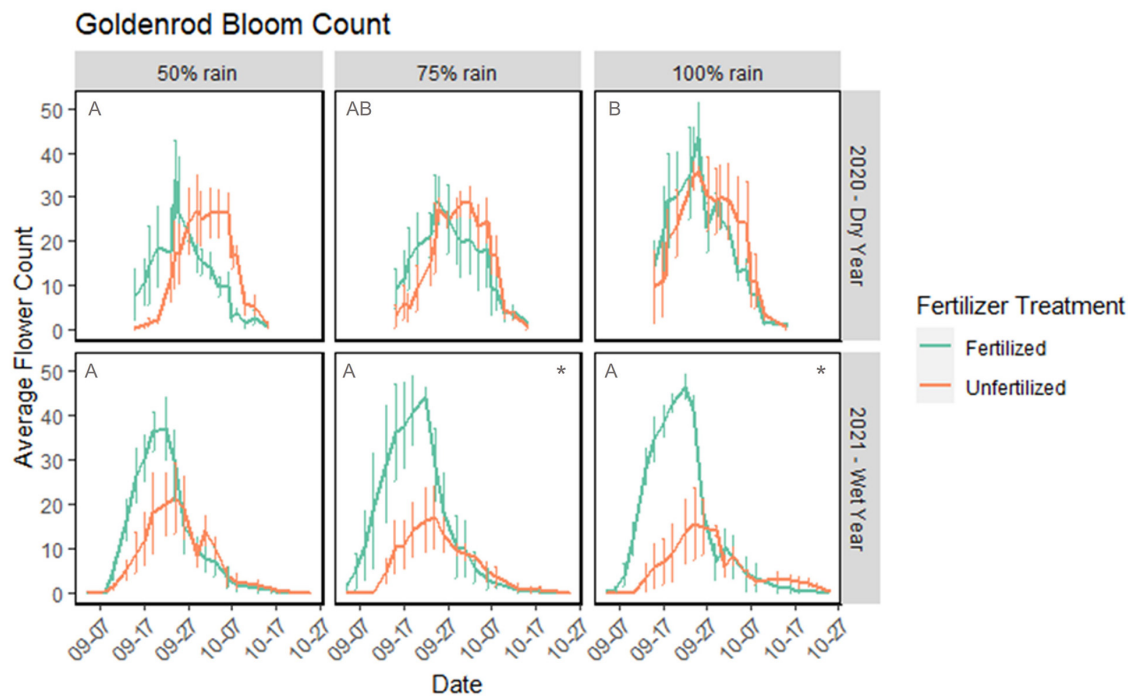 Goldenrod Bloom Count
50% rain
75% rain
100% rain
A
AB
B
50
40
30
20
10
0
2020 - Dry Year
A
A
*
A
*
50
40
30
20
10
0
2021 - Wet Year
Average Flower Count
09-07
09-17
09-27
10-07
10-17
10-27
09-07
09-17
09-27
10-07
10-17
10-27
09-07
09-17
09-27
10-07
10-17
10-27
Date
Fertilizer Treatment
Fertilized
Unfertilized